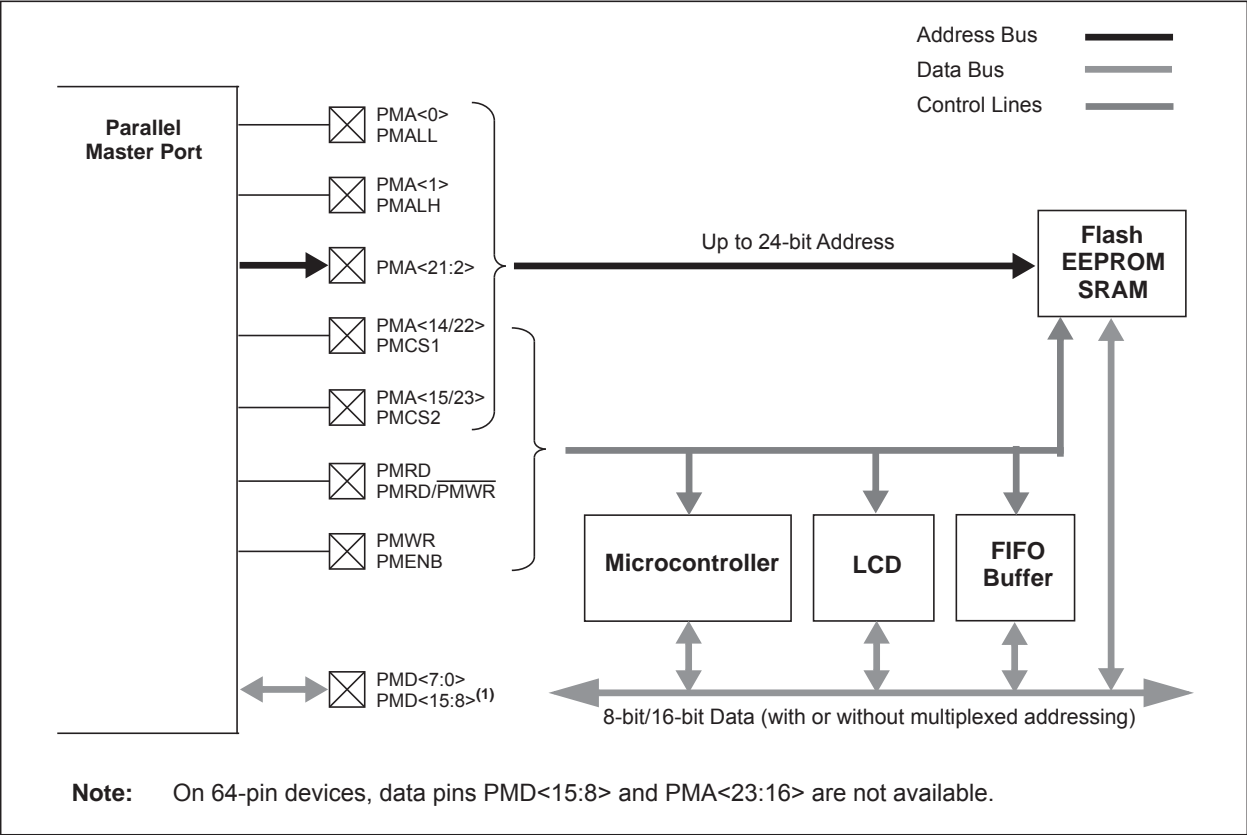 Address Bus
Data Bus
Control Lines
Parallel
Master Port
PMA<0>
PMALL
PMA<1>
PMALH
PMA<21:2>
PMA<14/22>
PMCS1
PMA<15/23>
PMCS2
PMRD
PMRD/PMWR
PMWR
PMENB
PMD<7:0>
PMD<15:8>(1)
Up to 24-bit Address
Flash
EEPROM
SRAM
Microcontroller
LCD
FIFO
Buffer
8-bit/16-bit Data (with or without multiplexed addressing)
Note: On 64-pin devices, data pins PMD<15:8> and PMA<23:16> are not available.